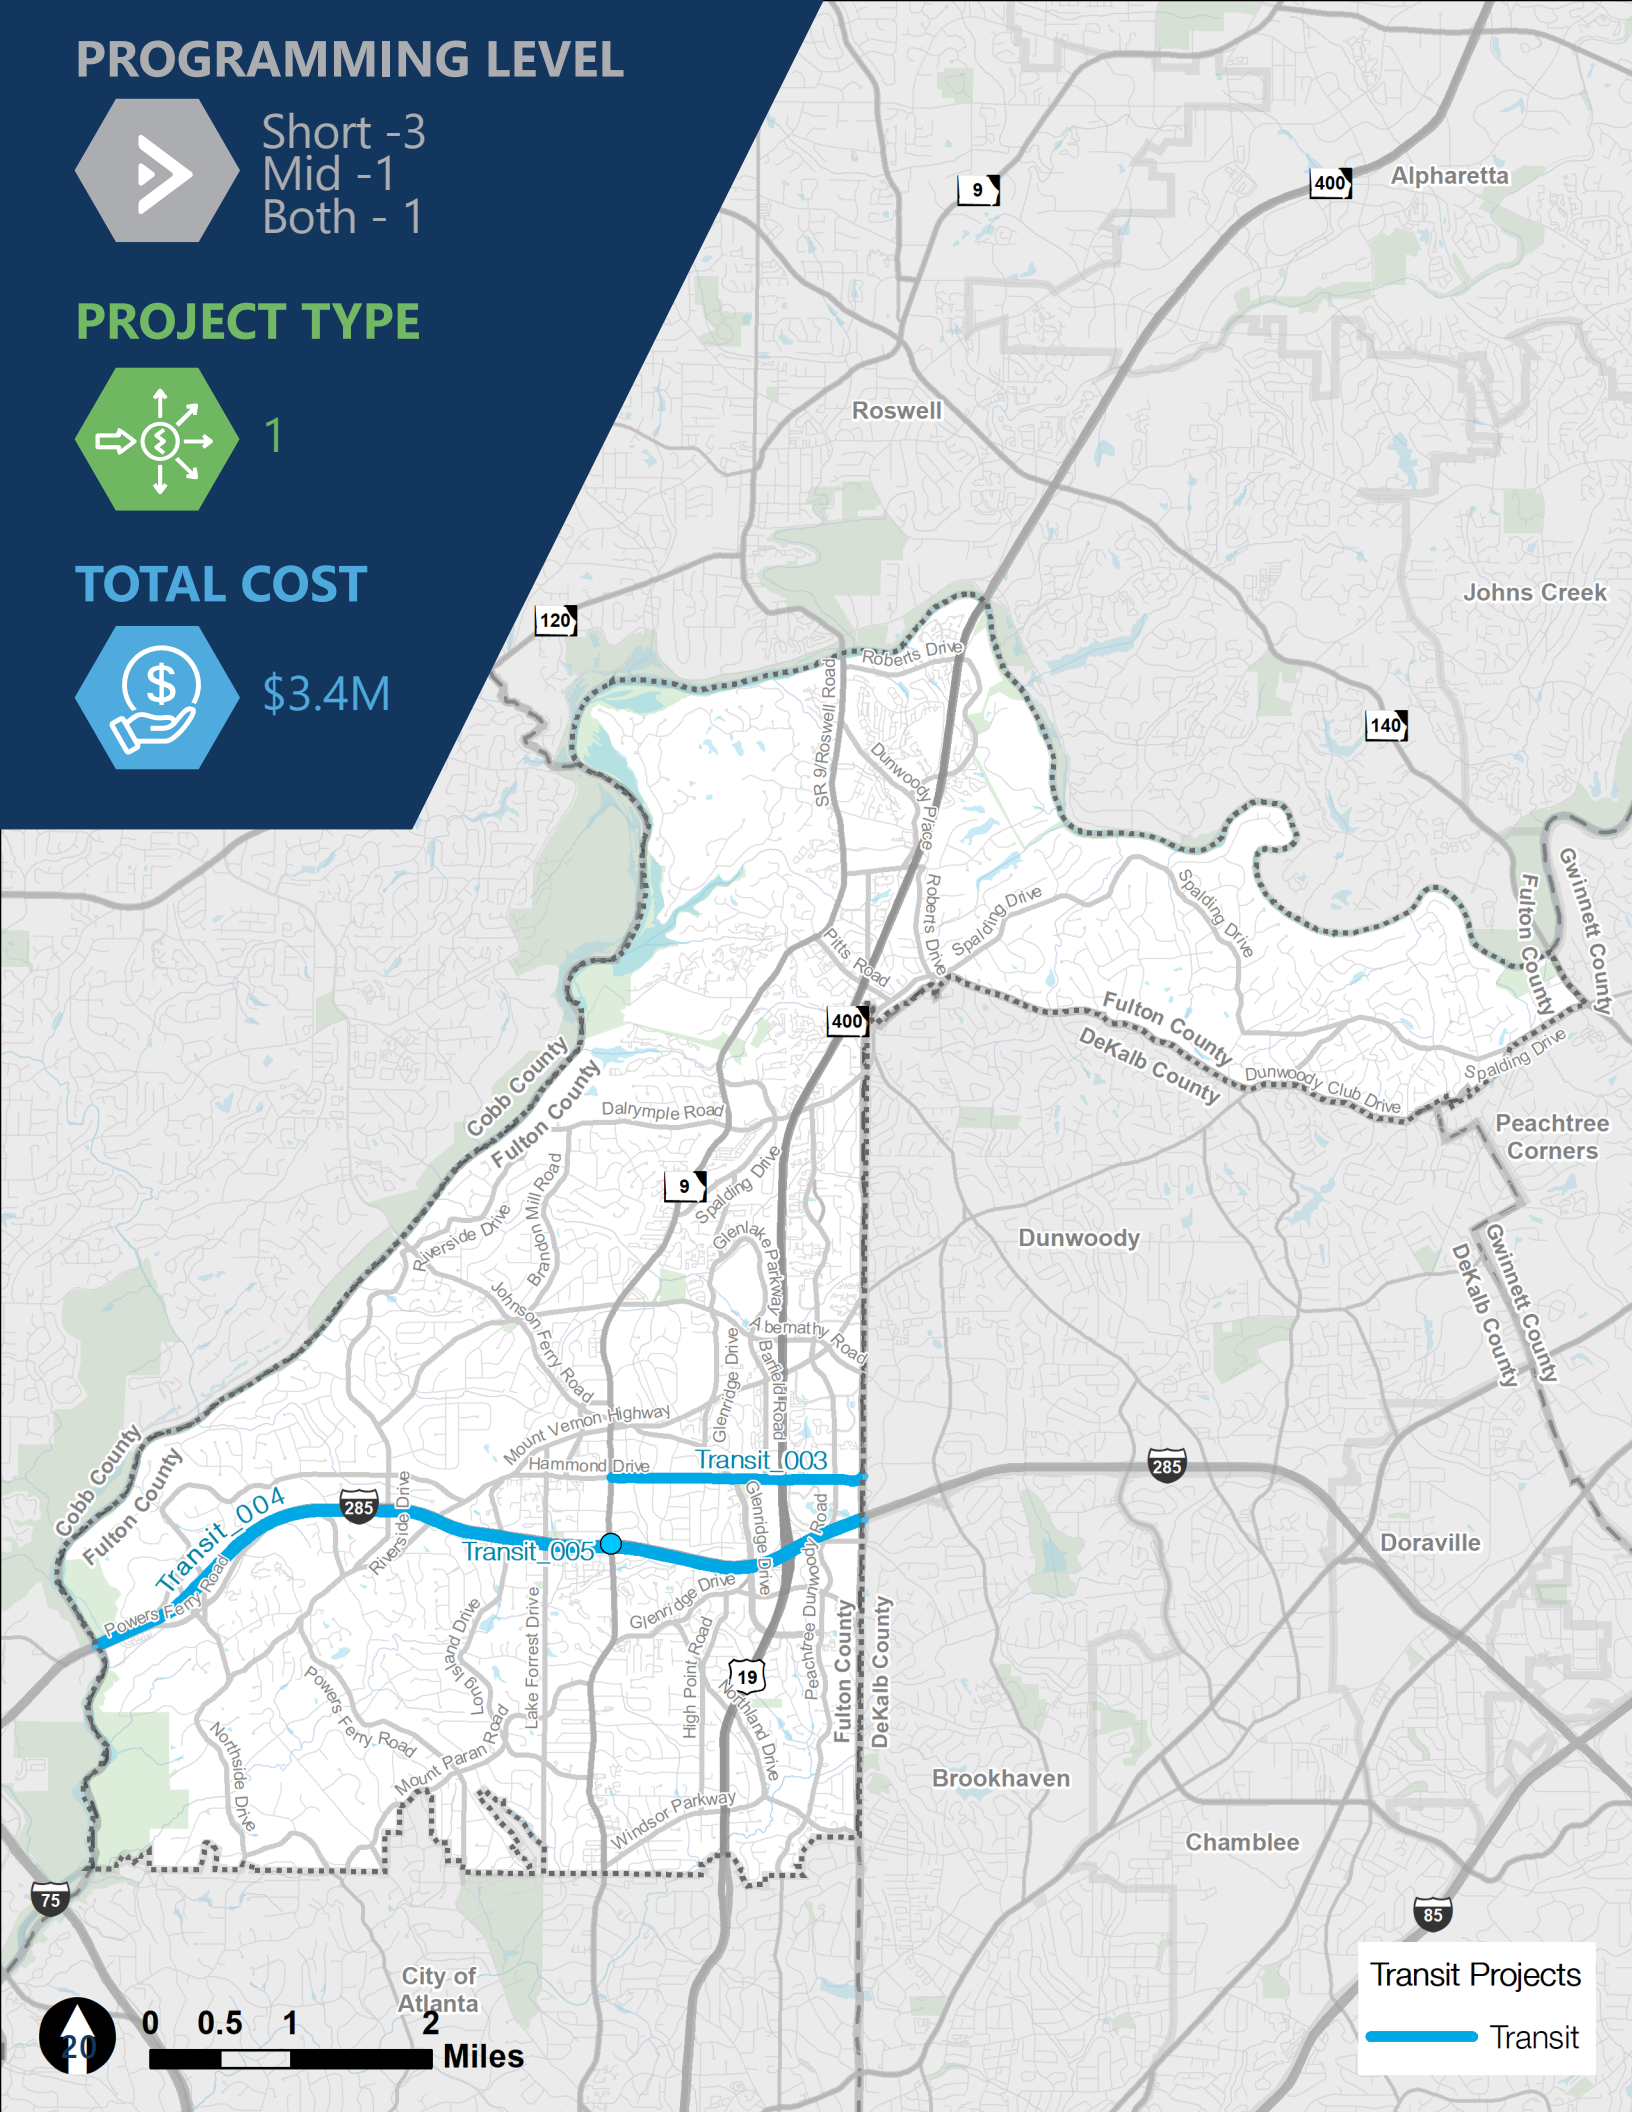 PROGRAMMING LEVEL
Short -3
Mid -1
Both - 1
PROJECT TYPE
1
TOTAL COST
$
$3.4M
9
400
Alpharetta
Roswell
120
Johns Creek
140
Roberts Drive
SR 9/Roswell Road
Dunwoody Place
Roberts Drive
Spalding Drive
Spalding Drive
Pitts Road
400
Fulton County
Gwinnett County
Fulton County
DeKalb County
Dunwoody Club Drive
Spalding Drive
Peachtree
Corners
Cobb County
Fulton County
Dalrymple Road
9
Spalding Drive
Brandon Mill Road
Riverside Drive
Glenlake Parkway
Dunwoody
Gwinnett County
DeKalb County
Johnson Ferry Road
Abernathy Road
Glenridge Drive
Barfield Road
Mount Vernon Highway
Hammond Drive
Transit_003
Cobb County
Fulton County
Transit_004
285
Riverside Drive
285
Transit_005
Glenridge Drive
Peachtree Dunwoody Road
Doraville
Powers Ferry Road
Glenridge Drive
Long Island Drive
Lake Forrest Drive
High Point Road
19
Northland Drive
Fulton County
DeKalb County
Powers Ferry Road
Northside Drive
Mount Paran Road
Windsor Parkway
Brookhaven
Chamblee
75
85
City of
Atlanta
20
0 0.5 1 2
Miles
Transit Projects
Transit